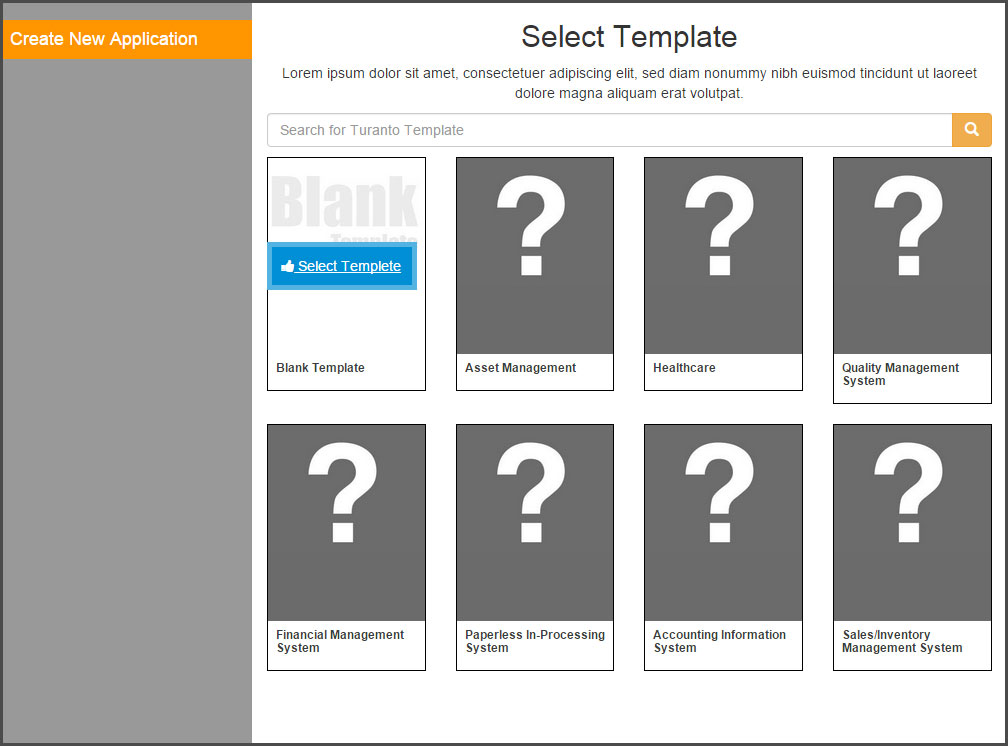 Create New Application
Select Template
Lorem ipsum dolor sit amet, consectetuer adipiscing elit, sed diam nonummy nibh euismod tincidunt ut laoreet
dolore magna aliquam erat volutpat.
Search for Turanto Template
Blank
Template
Select Templete
? ? ?
Blank Template
Asset Management
Healthcare
Quality Management
System
? ? ? ?
Financial Management
System
Paperless In-Processing
System
Accounting Information
System
Sales/Inventory
Management System